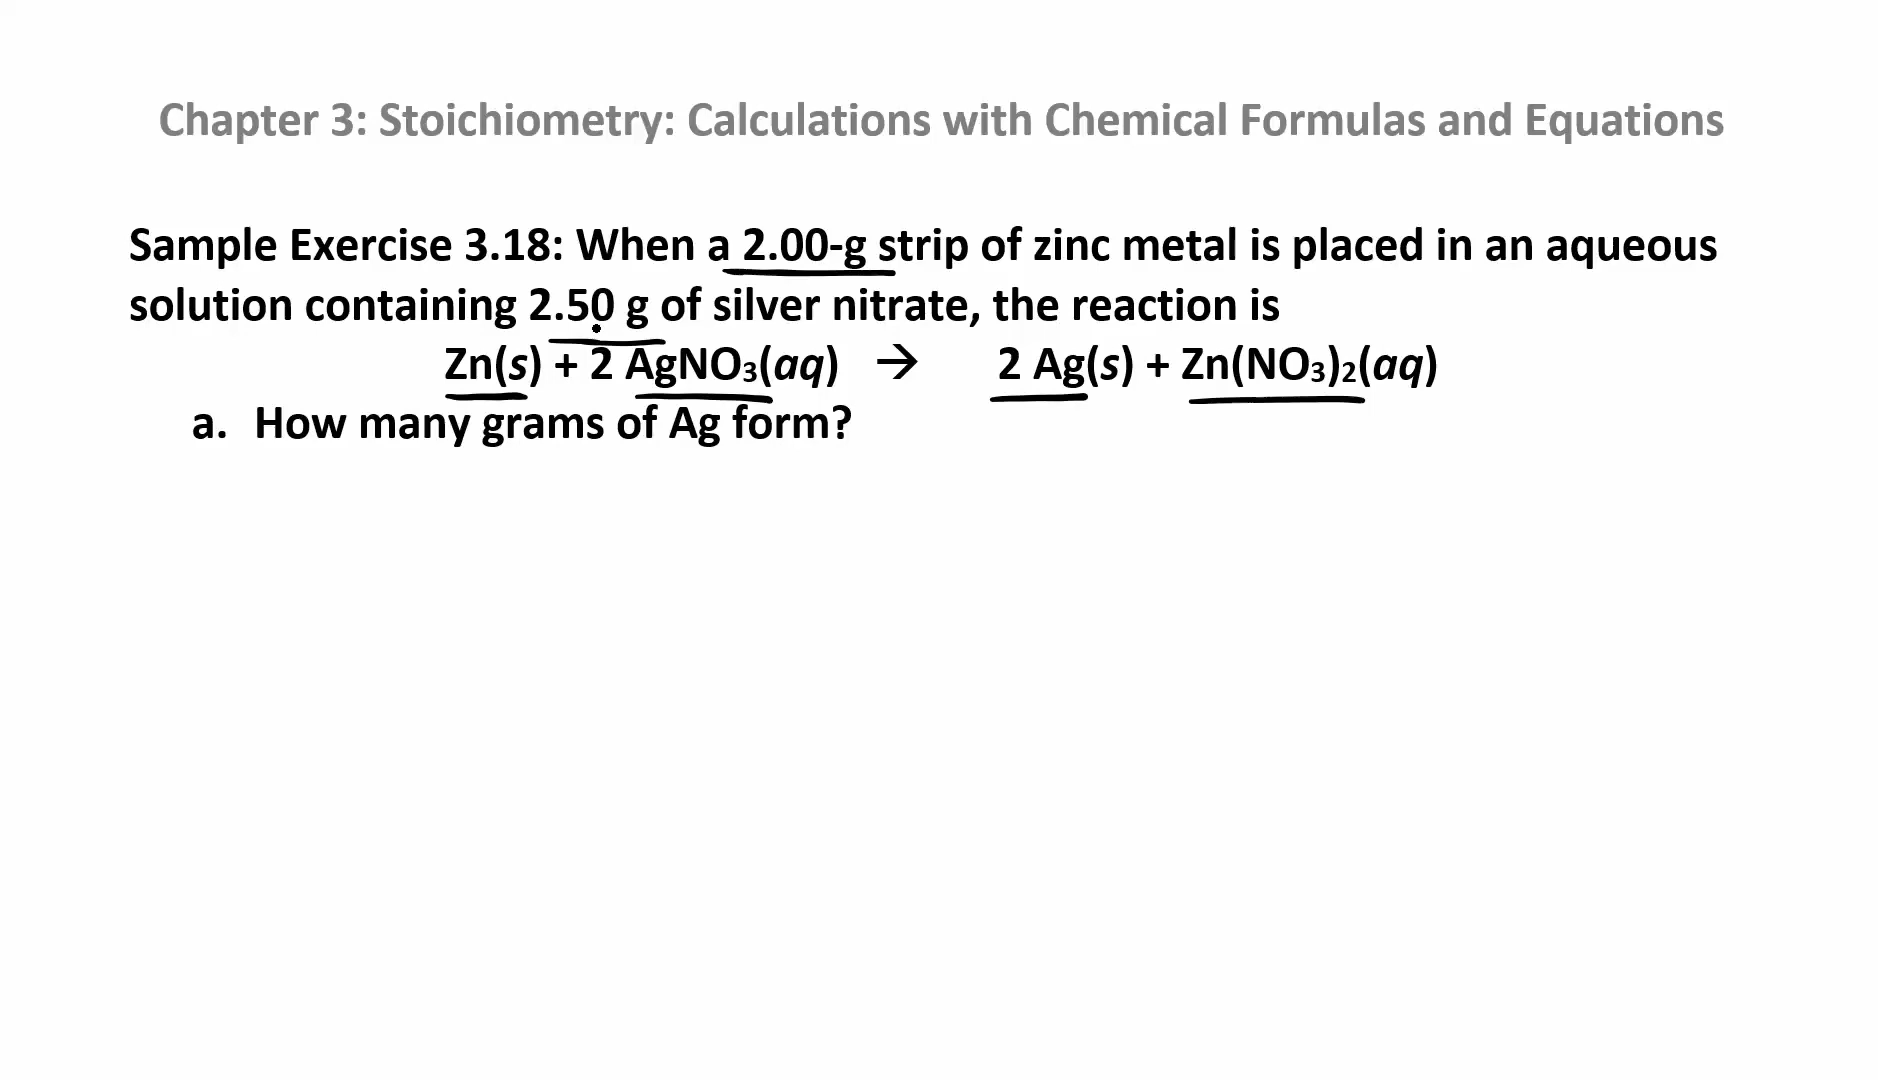 Chapter 3: Stoichiometry: Calculations with Chemical Formulas and Equations
Sample Exercise 3.18: When a 2.00-g strip of zinc metal is placed in an aqueous
solution containing 2.50 g of silver nitrate, the reaction is
Zn(s) + 2 AgNO₃(aq) → 2 Ag(s) + Zn(NO₃)₂(aq)
a. How many grams of Ag form?